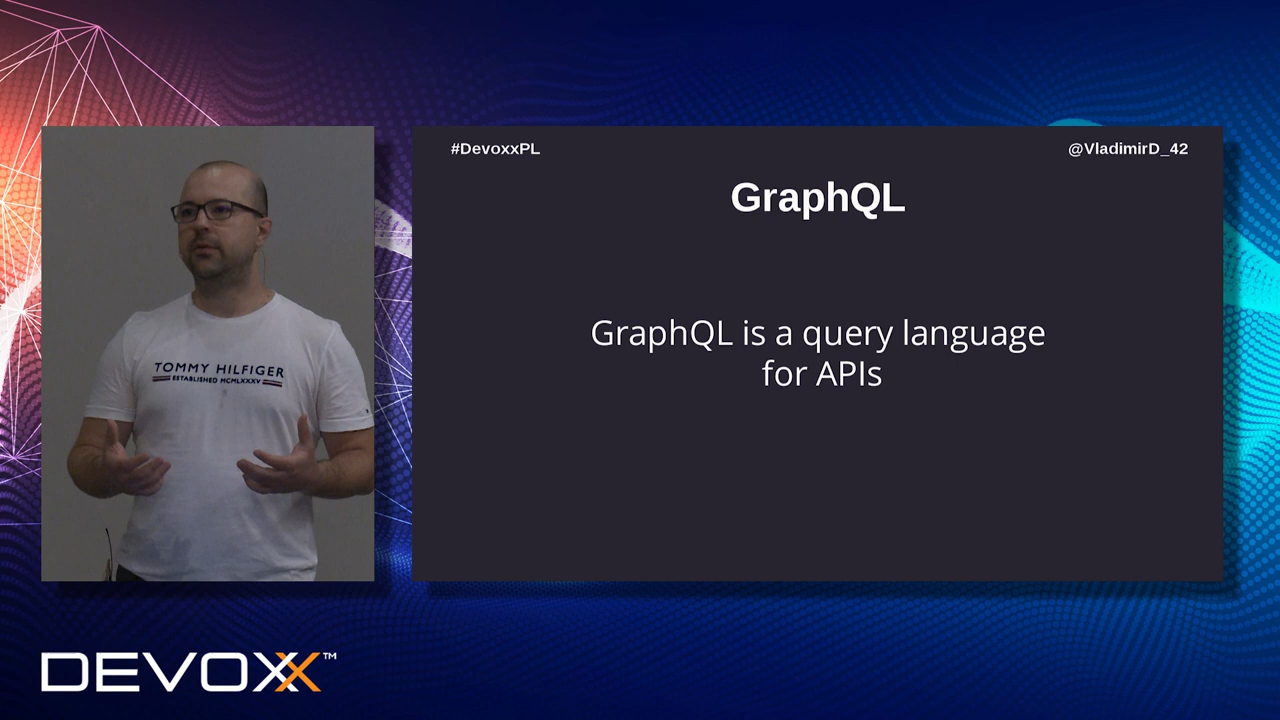 #DevoxxPL
@VladimirD_42
GraphQL
GraphQL is a query language
for APIs
TOMMY HILFIGER
ESTABLISHED MCMLXXXV
DEVOXX™